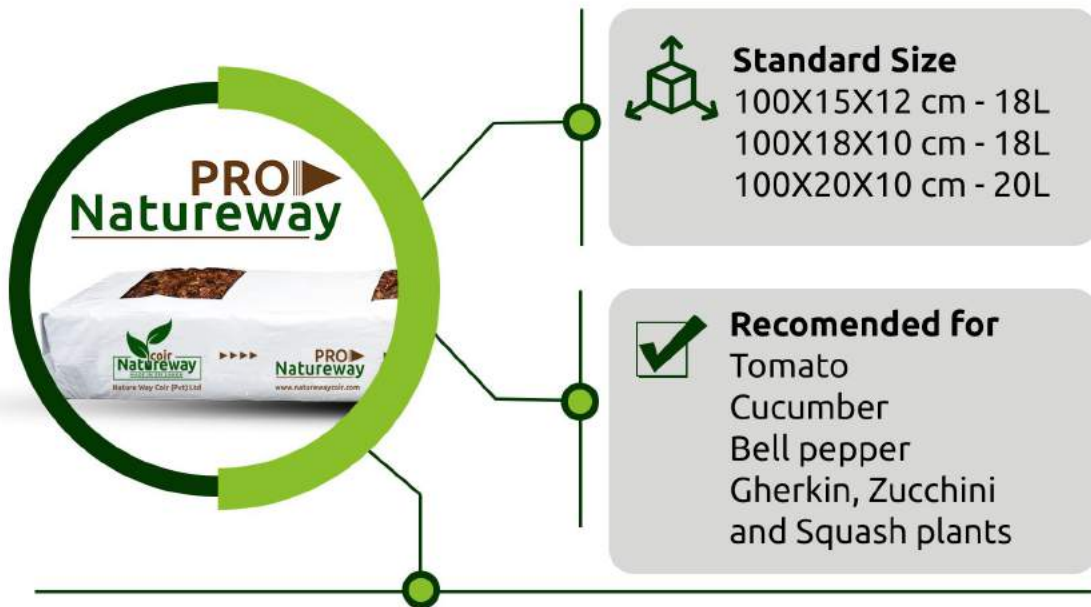 PRO
Natureway
coir
Natureway
Nature Way Coir (Pvt) Ltd
PRO
Natureway
www.naturewaycoir.com
Standard Size
100X15X12 cm - 18L
100X18X10 cm - 18L
100X20X10 cm - 20L
Recomended for
Tomato
Cucumber
Bell pepper
Gherkin, Zucchini
and Squash plants